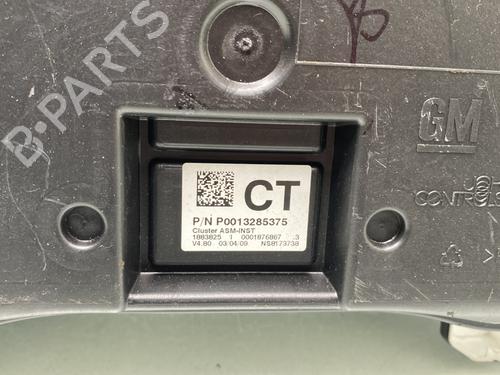 B-PARTS
GM
CT
P/N P0013285375
Cluster ASM-INST
1883825 1 0001876867 .3
V4.80 03/04/09 NS8173738
CONTROLS